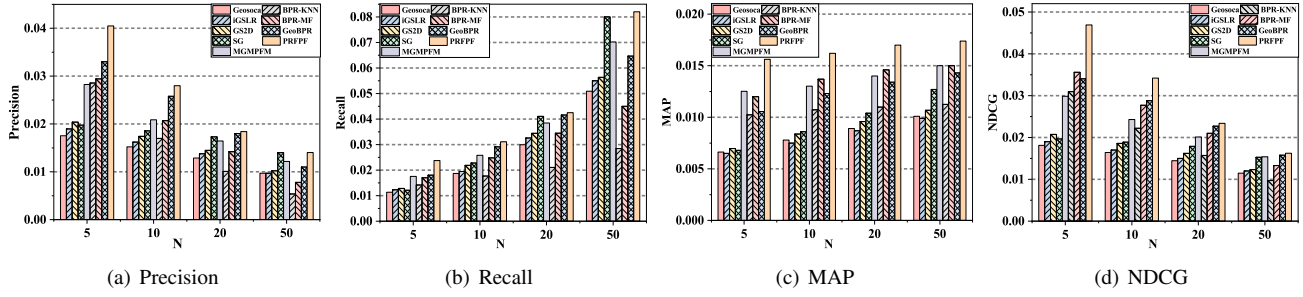 0.04
0.03
0.02
0.01
0.00
Precision
Geosoca BPR-KNN
iGSLR BPR-MF
GS2D GeoBPR
SG PRFPF
MGMPFM
5 10 20 50
N
(a) Precision
0.08
0.07
0.06
0.05
0.04
0.03
0.02
0.01
0.00
Recall
Geosoca BPR-KNN
iGSLR BPR-MF
GS2D GeoBPR
SG PRFPF
MGMPFM
5 10 20 50
N
(b) Recall
0.020
0.015
0.010
0.005
0.000
MAP
Geosoca BPR-KNN
iGSLR BPR-MF
GS2D GeoBPR
SG PRFPF
MGMPFM
5 10 20 50
N
(c) MAP
0.05
0.04
0.03
0.02
0.01
0.00
NDCG
Geosoca BPR-KNN
iGSLR BPR-MF
GS2D GeoBPR
SG PRFPF
MGMPFM
5 10 20 50
N
(d) NDCG